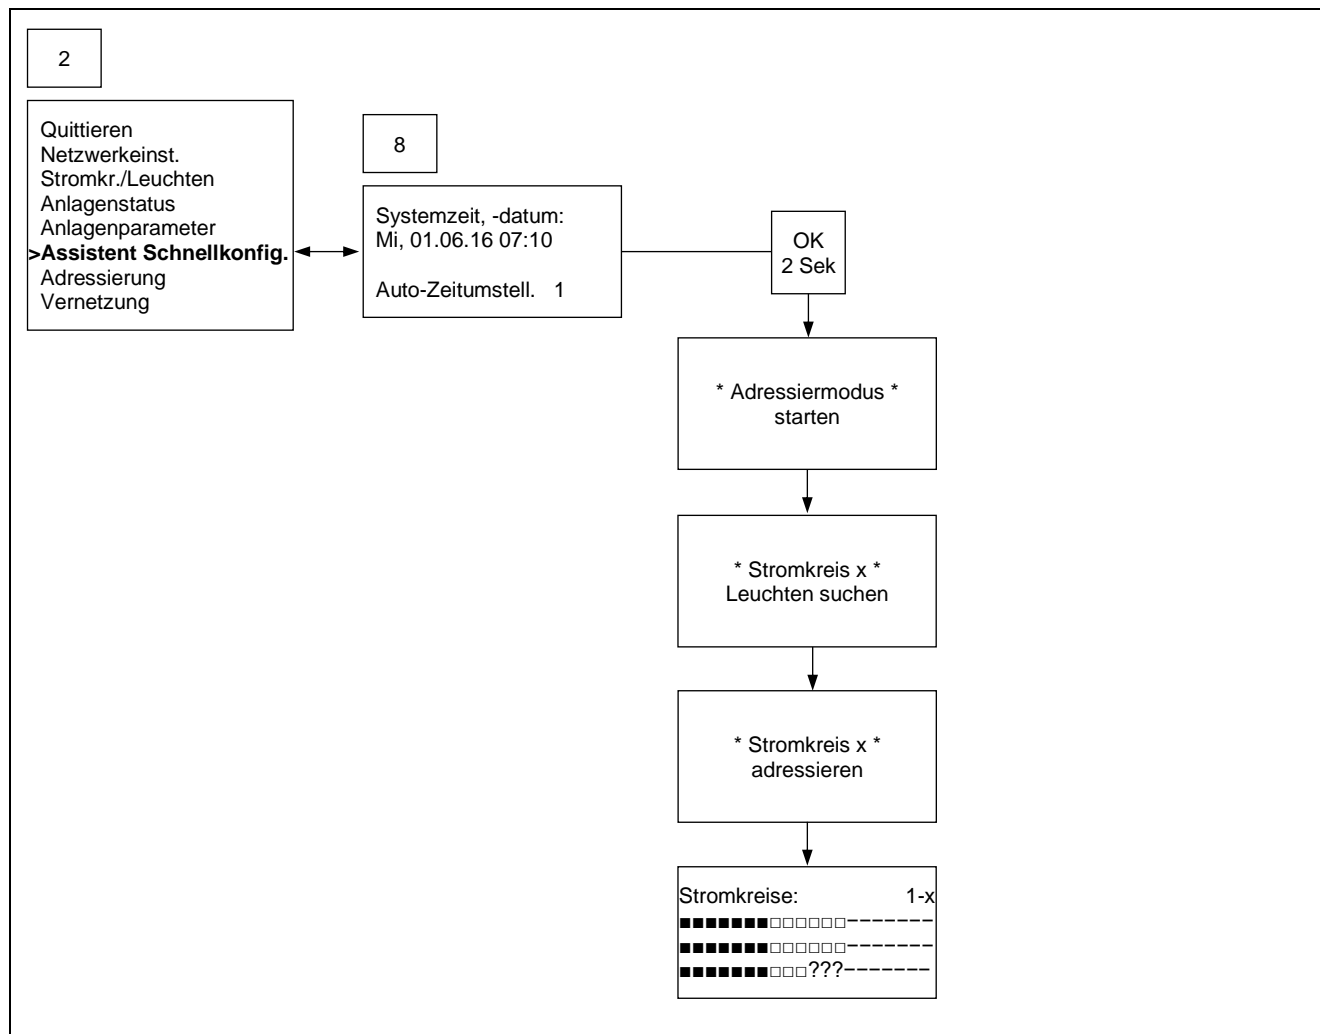 2
Quittieren
Netzwerkeinst.
Stromkr./Leuchten
Anlagenstatus
Anlagenparameter
>Assistent Schnellkonfig.
Adressierung
Vernetzung
8
Systemzeit, -datum:
Mi, 01.06.16 07:10
Auto-Zeitumstell. 1
OK
2 Sek
* Adressiermodus *
starten
* Stromkreis x *
Leuchten suchen
* Stromkreis x *
adressieren
Stromkreise: 1-x
■■■■■■■□□□□□□-------
■■■■■■■□□□□□□-------
■■■■■■■□□□???-------